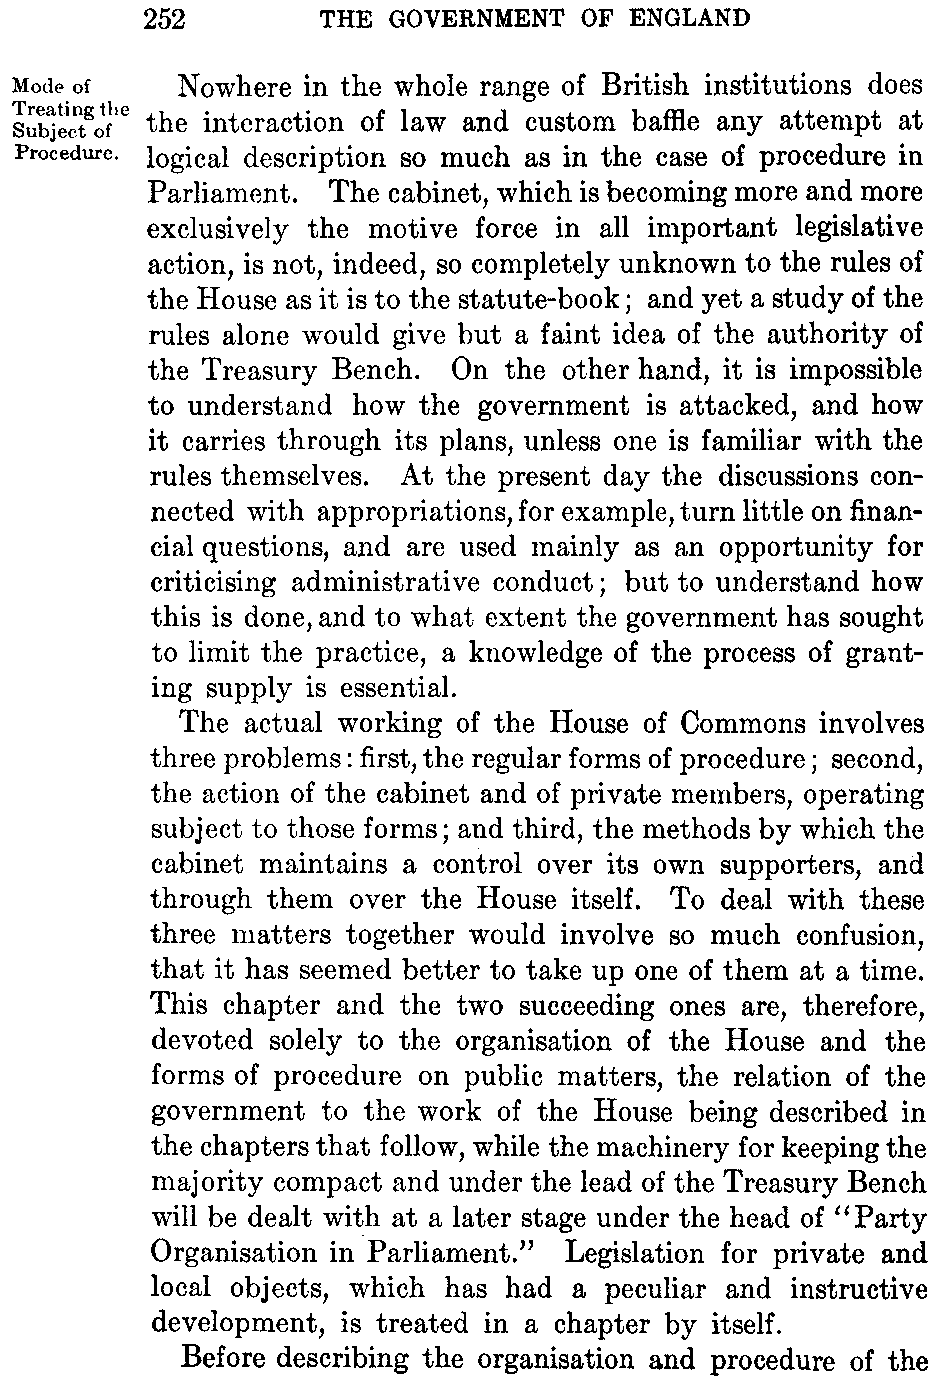 252 THE GOVERNMENT OF ENGLAND
Mode of
Treating the
Subject of
Procedure.
Nowhere in the whole range of British institutions does
the interaction of law and custom baffle any attempt at
logical description so much as in the case of procedure in
Parliament. The cabinet, which is becoming more and more
exclusively the motive force in all important legislative
action, is not, indeed, so completely unknown to the rules of
the House as it is to the statute-book; and yet a study of the
rules alone would give but a faint idea of the authority of
the Treasury Bench. On the other hand, it is impossible
to understand how the government is attacked, and how
it carries through its plans, unless one is familiar with the
rules themselves. At the present day the discussions con-
nected with appropriations, for example, turn little on finan-
cial questions, and are used mainly as an opportunity for
criticising administrative conduct; but to understand how
this is done, and to what extent the government has sought
to limit the practice, a knowledge of the process of grant-
ing supply is essential.
The actual working of the House of Commons involves
three problems: first, the regular forms of procedure; second,
the action of the cabinet and of private members, operating
subject to those forms; and third, the methods by which the
cabinet maintains a control over its own supporters, and
through them over the House itself. To deal with these
three matters together would involve so much confusion,
that it has seemed better to take up one of them at a time.
This chapter and the two succeeding ones are, therefore,
devoted solely to the organisation of the House and the
forms of procedure on public matters, the relation of the
government to the work of the House being described in
the chapters that follow, while the machinery for keeping the
majority compact and under the lead of the Treasury Bench
will be dealt with at a later stage under the head of "Party
Organisation in Parliament." Legislation for private and
local objects, which has had a peculiar and instructive
development, is treated in a chapter by itself.
Before describing the organisation and procedure of the